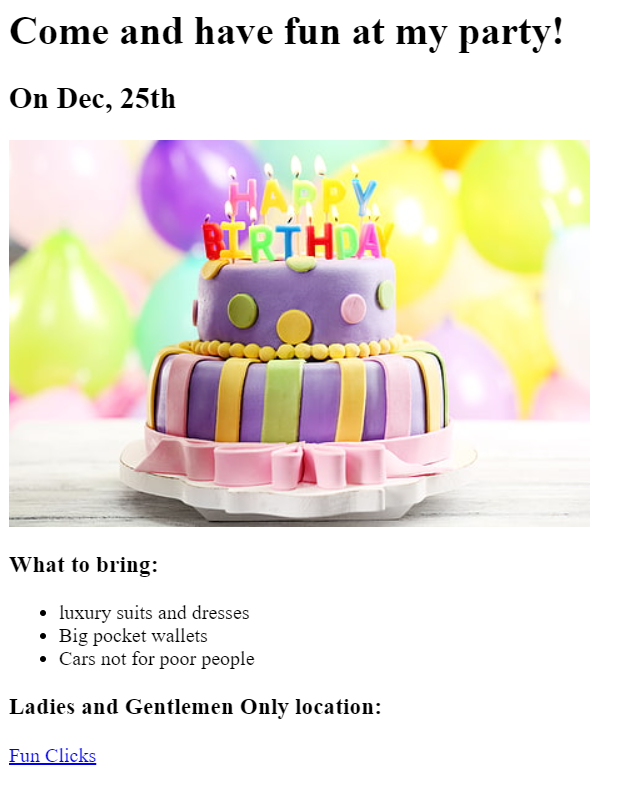 Come and have fun at my party!
On Dec, 25th
HAPPY
BIRTHDAY
What to bring:
luxury suits and dresses
Big pocket wallets
Cars not for poor people
Ladies and Gentlemen Only location:
Fun Clicks